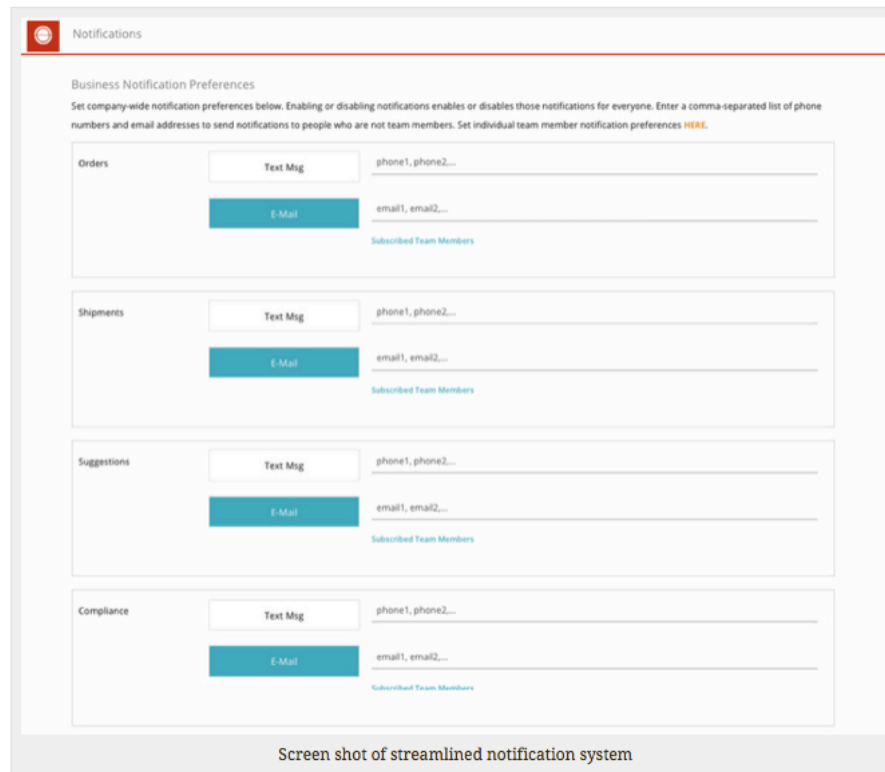 Notifications
Business Notification Preferences
Set company-wide notification preferences below. Enabling or disabling notifications enables or disables those notifications for everyone. Enter a comma-separated list of phone
numbers and email addresses to send notifications to people who are not team members. Set individual team member notification preferences HERE.
Orders
Text Msg
phone1, phone2,...
E-Mail
email1, email2,...
Subscribed Team Members
Shipments
Text Msg
phone1, phone2,...
E-Mail
email1, email2,...
Subscribed Team Members
Suggestions
Text Msg
phone1, phone2,...
E-Mail
email1, email2,...
Subscribed Team Members
Compliance
Text Msg
phone1, phone2,...
E-Mail
email1, email2,...
Subscribed Team Members
Screen shot of streamlined notification system